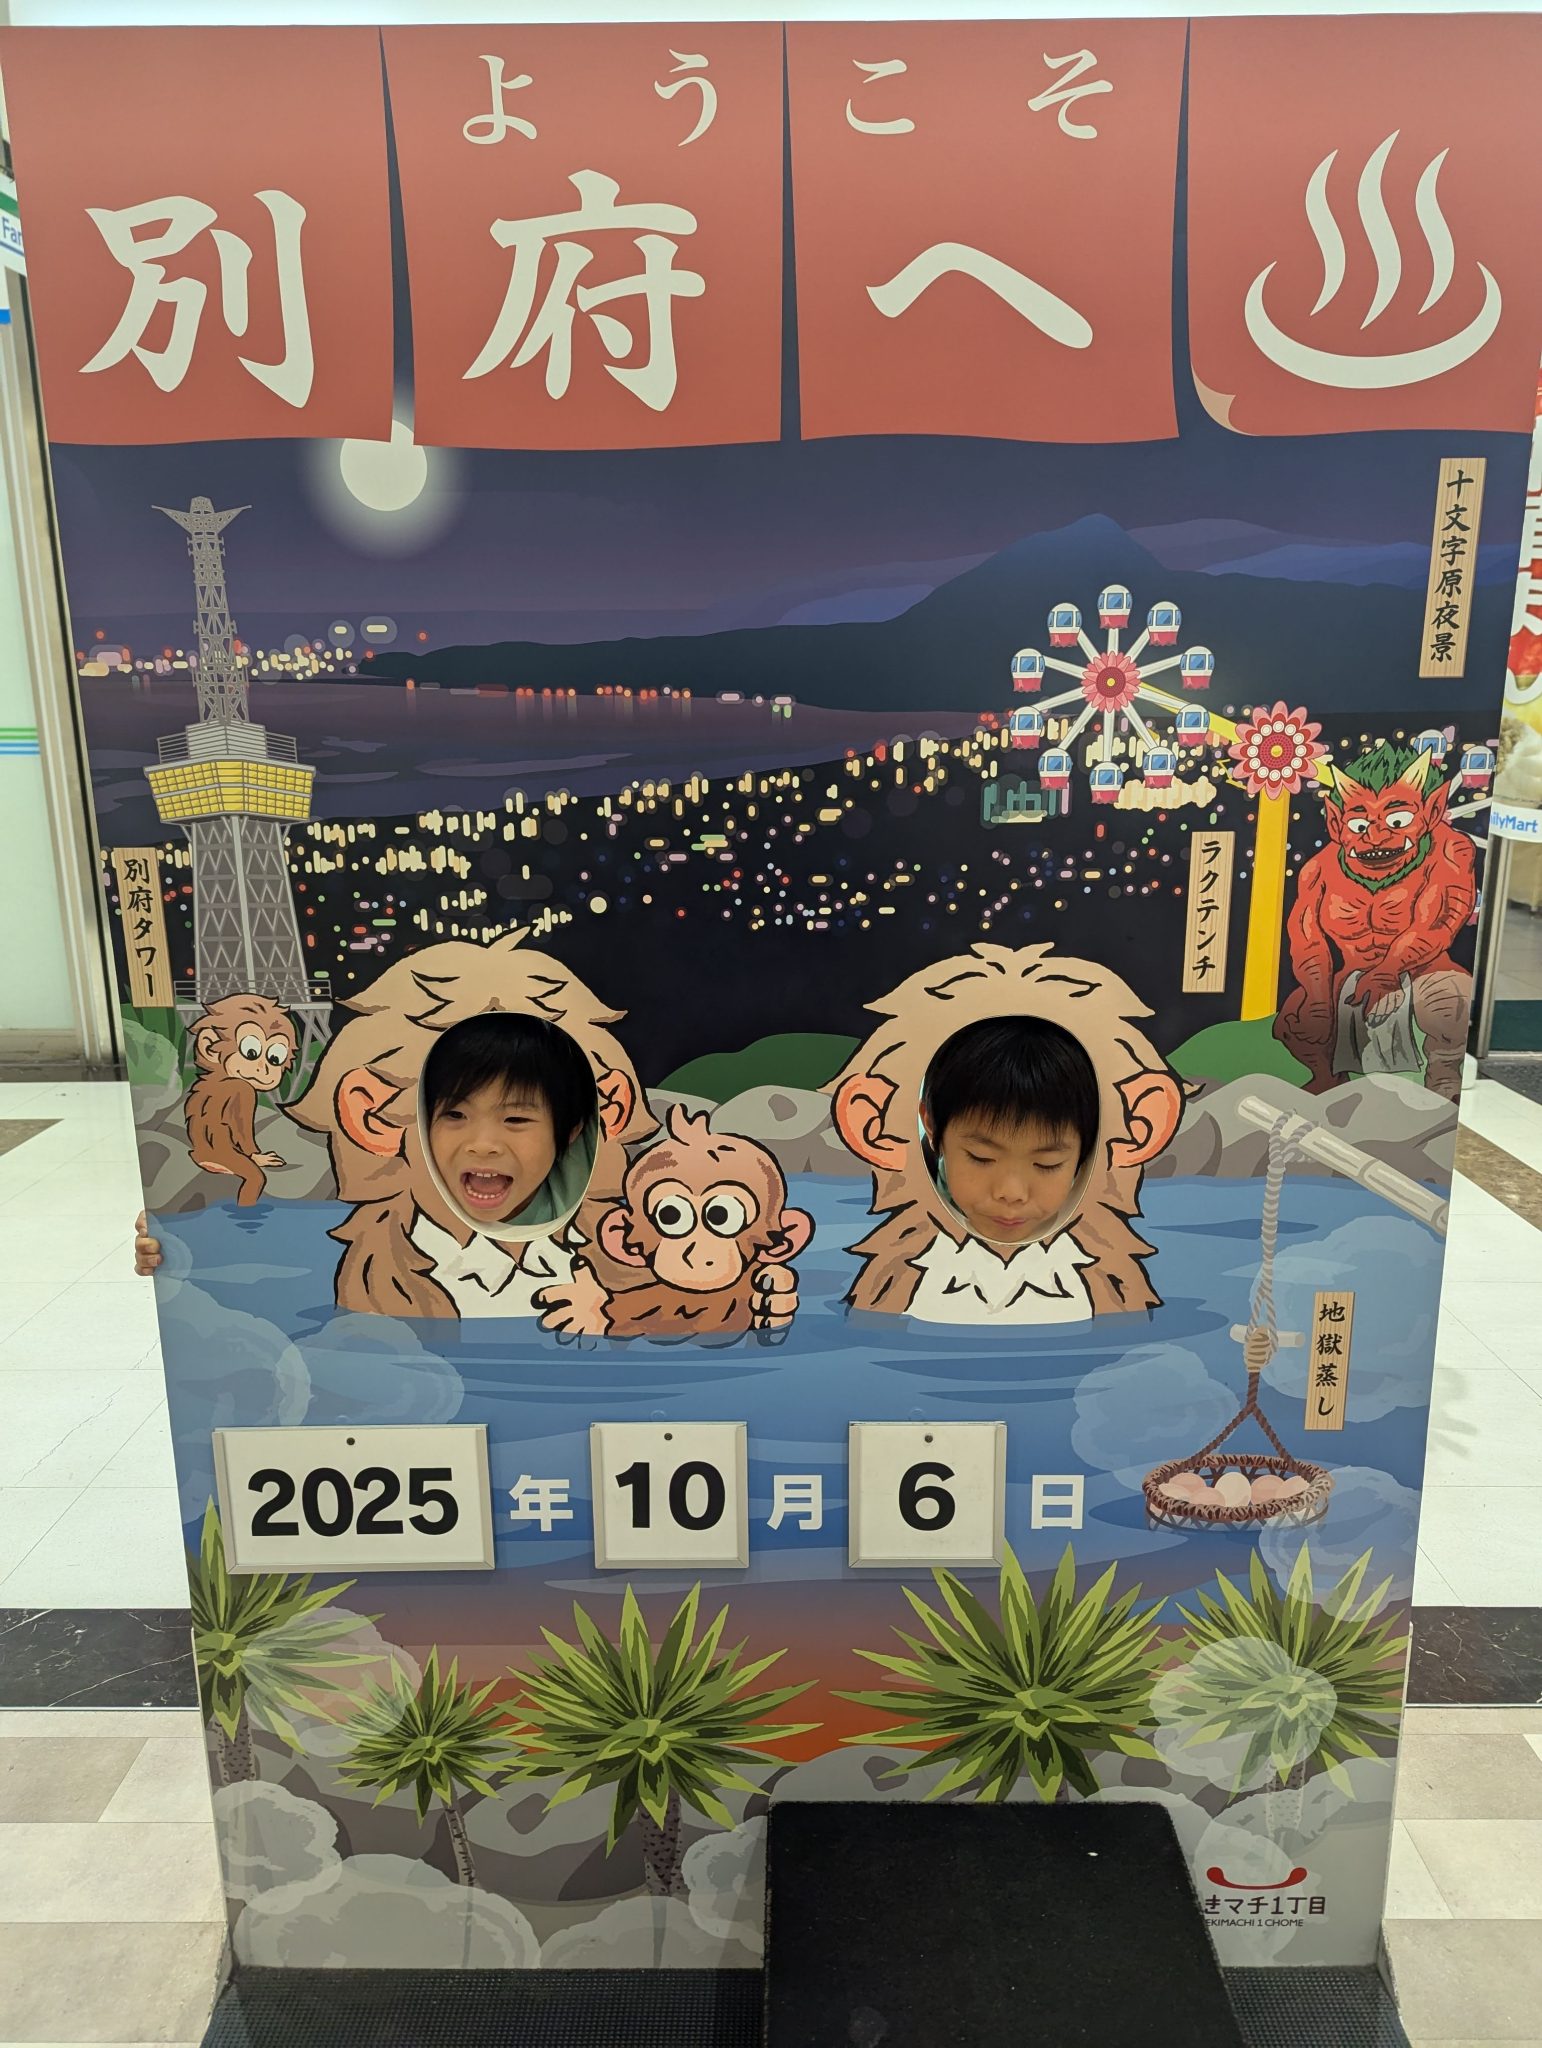 ようこそ
別府へ
十文字原夜景
別府タワー
ラクテンチ
地獄蒸し
2025年10月6日
きマチ1丁目
EKIMACHI 1 CHOME
Fa
ilyMart